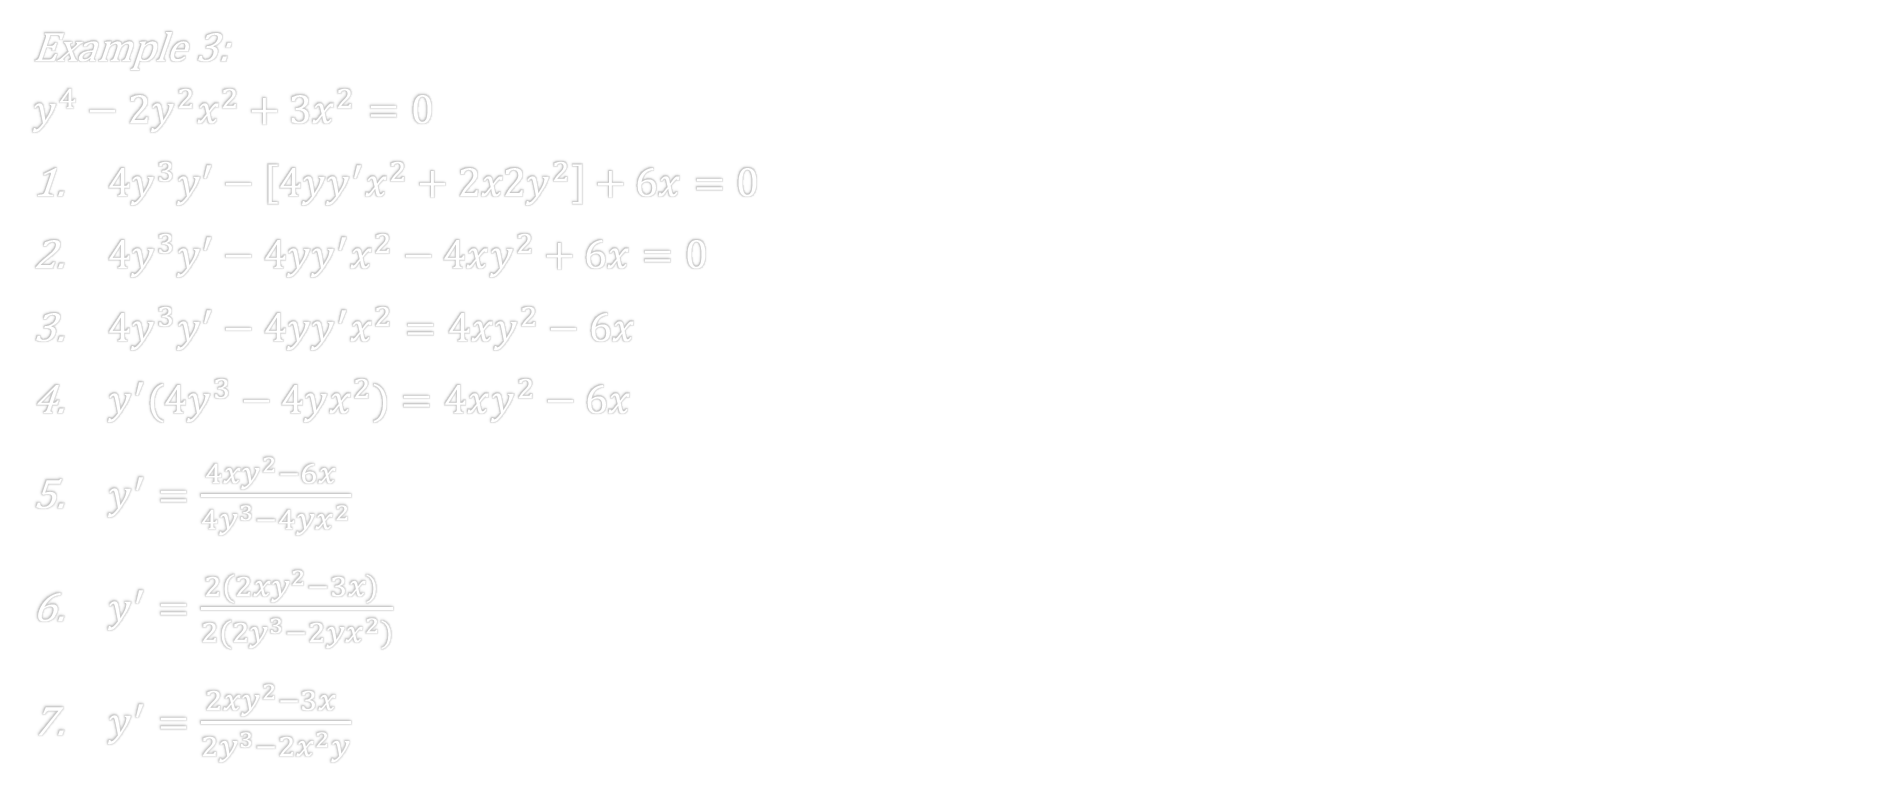 Example 3:
y⁴ − 2y²x² + 3x² = 0
1. 4y³y′ − [4yy′x² + 2x2y²] + 6x = 0
2. 4y³y′ − 4yy′x² − 4xy² + 6x = 0
3. 4y³y′ − 4yy′x² = 4xy² − 6x
4. y′(4y³ − 4yx²) = 4xy² − 6x
5. y′ = (4xy²−6x)/(4y³−4yx²)
6. y′ = 2(2xy²−3x)/2(2y³−2yx²)
7. y′ = (2xy²−3x)/(2y³−2x²y)